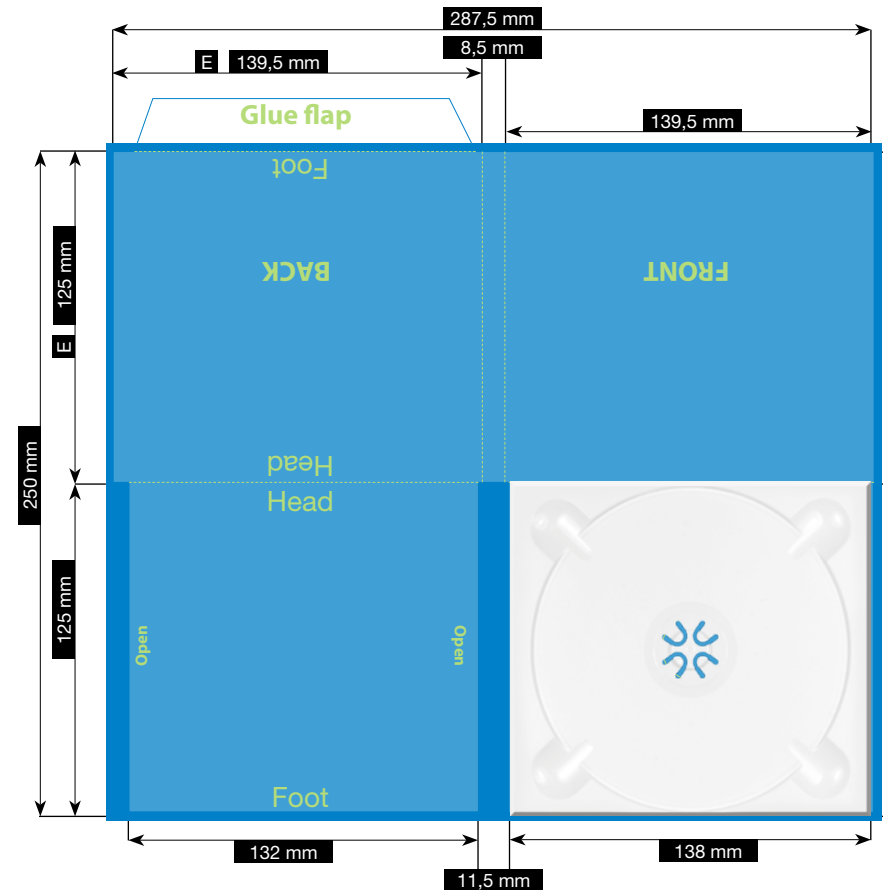 287,5 mm
8,5 mm
E 139,5 mm
139,5 mm
Glue flap
Foot
BACK
FRONT
125 mm
E
Head
250 mm
Head
125 mm
Open
Open
Foot
132 mm
138 mm
11,5 mm